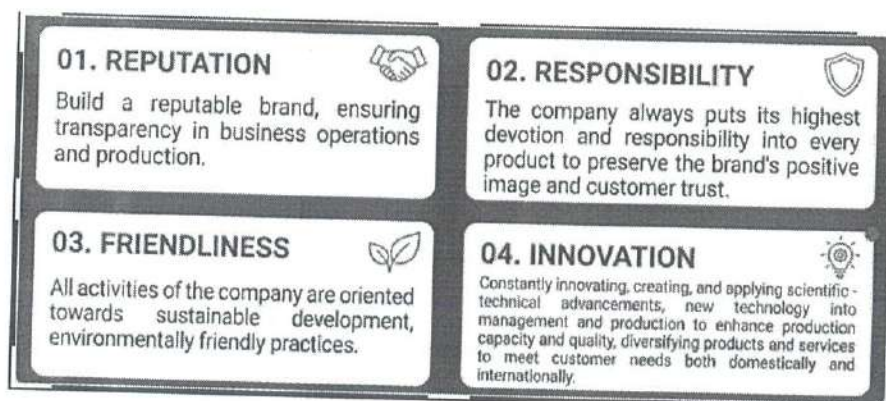 01. REPUTATION
Build a reputable brand, ensuring
transparency in business operations
and production.
02. RESPONSIBILITY
The company always puts its highest
devotion and responsibility into every
product to preserve the brand's positive
image and customer trust.
03. FRIENDLINESS
All activities of the company are oriented
towards sustainable development,
environmentally friendly practices.
04. INNOVATION
Constantly innovating, creating, and applying scientific -
technical advancements, new technology into
management and production to enhance production
capacity and quality, diversifying products and services
to meet customer needs both domestically and
internationally.